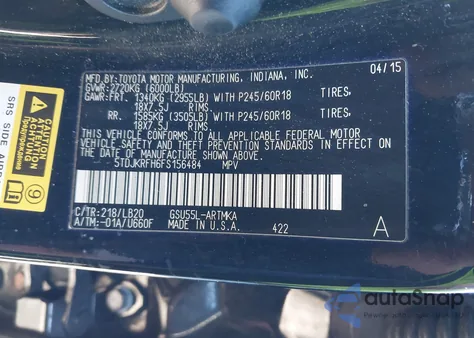 MFD. BY: TOYOTA MOTOR MANUFACTURING, INDIANA, INC. 04/15
GVWR: 2720KG (6000LB)
GAWR: FRT. 1340KG (2955LB) WITH P245/60R18 TIRES,
18X7.5J RIMS,
RR. 1585KG (3505LB) WITH P245/60R18 TIRES,
18X7.5J RIMS,
THIS VEHICLE CONFORMS TO ALL APPLICABLE FEDERAL MOTOR
VEHICLE SAFETY AND THEFT PREVENTION STANDARDS IN EFFECT
ON THE DATE OF MANUFACTURE SHOWN ABOVE.
5TDJKRFH6FS156484 MPV
C/TR: 218/LB20 GSU55L-ARTMKA
A/TM: -01A/U660F MADE IN U.S.A. 422 A
SRS SIDE
autoSnap